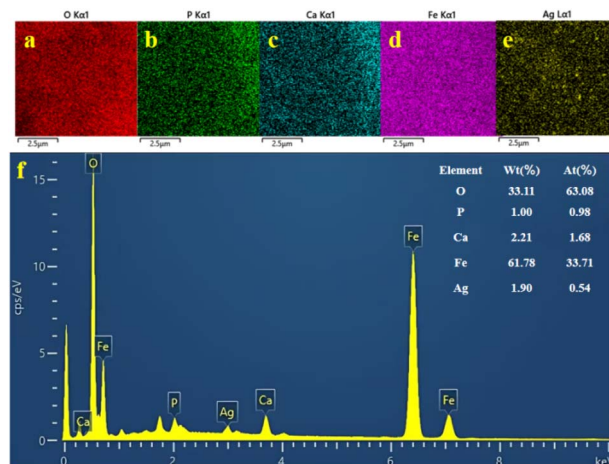 O Kα1
P Kα1
Ca Kα1
Fe Kα1
Ag Lα1
a
b
c
d
e
2.5μm
2.5μm
2.5μm
2.5μm
2.5μm
f
Element Wt(%) At(%)
O 33.11 63.08
P 1.00 0.98
Ca 2.21 1.68
Fe 61.78 33.71
Ag 1.90 0.54
cps/eV
15
10
5
0
O
Fe
Ca
P
Ag
Ca
Fe
Fe
0
2
4
6
8